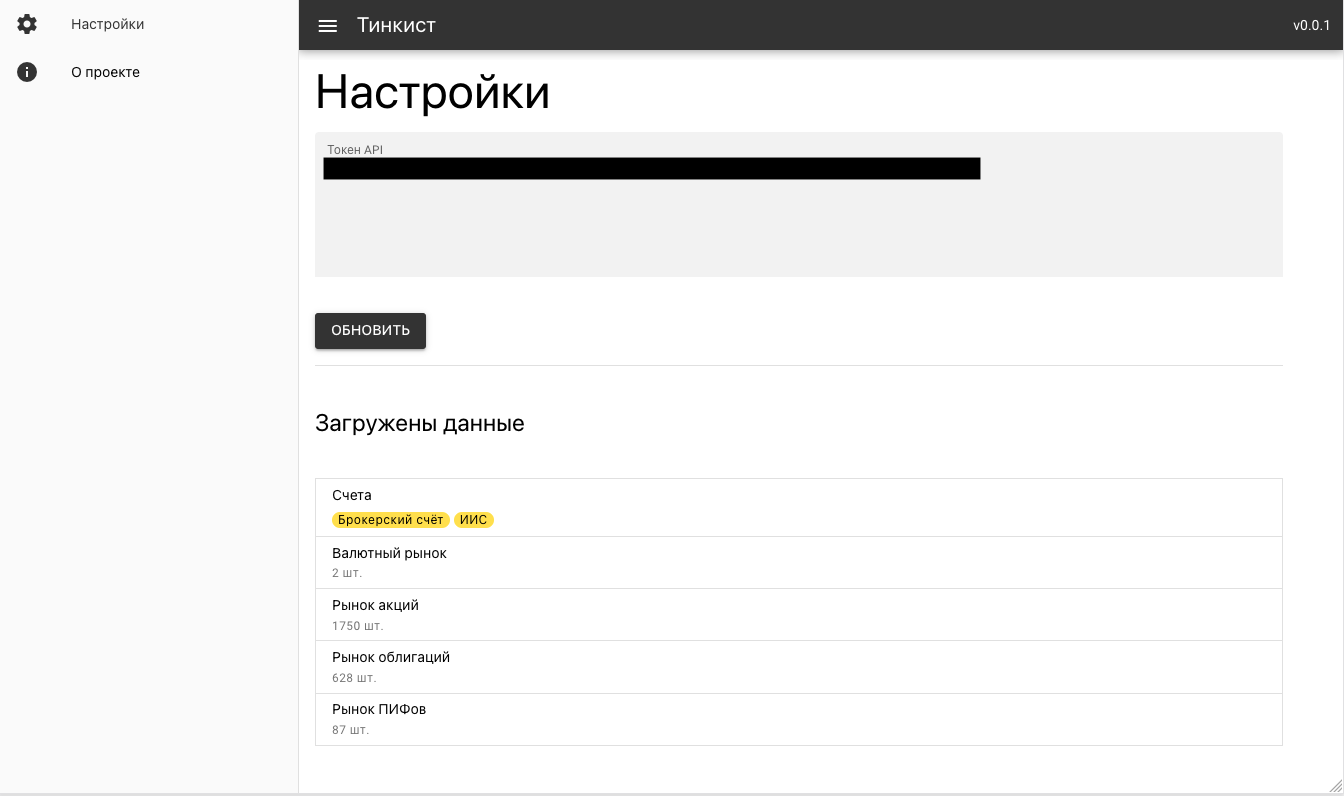 Настройки
О проекте
Тинкист
v0.0.1
Настройки
Токен API
ОБНОВИТЬ
Загружены данные
Счета
Брокерский счёт ИИС
Валютный рынок
2 шт.
Рынок акций
1750 шт.
Рынок облигаций
628 шт.
Рынок ПИФов
87 шт.